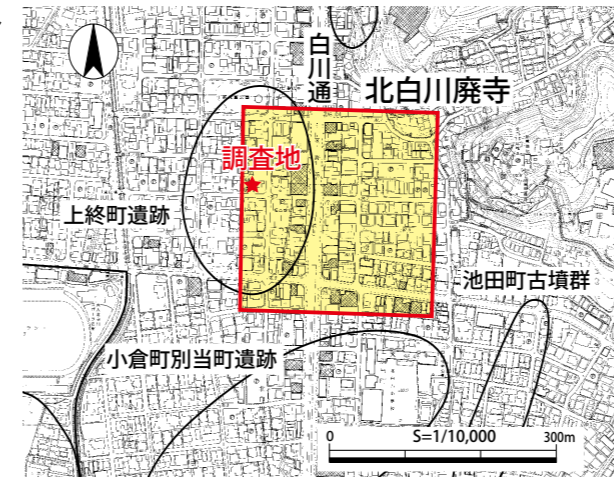 白川通
北白川廃寺
調査地
上終町遺跡
池田町古墳群
小倉町別当町遺跡
0 S=1/10,000 300m